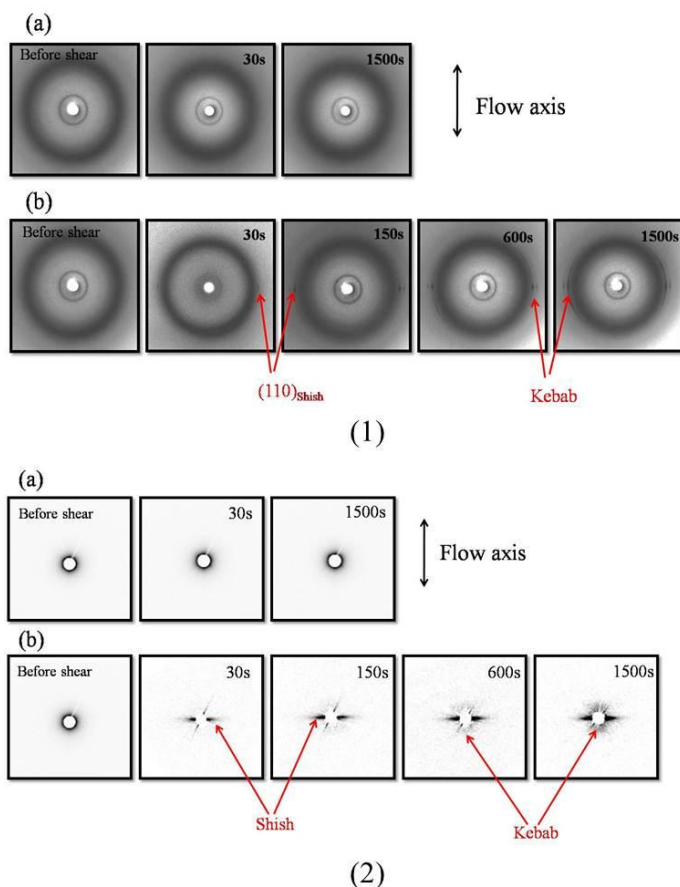 (a)
Before shear 30s 1500s
Flow axis
(b)
Before shear 30s 150s 600s 1500s
(110)Shish Kebab
(1)
(a)
Before shear 30s 1500s
Flow axis
(b)
Before shear 30s 150s 600s 1500s
Shish Kebab
(2)